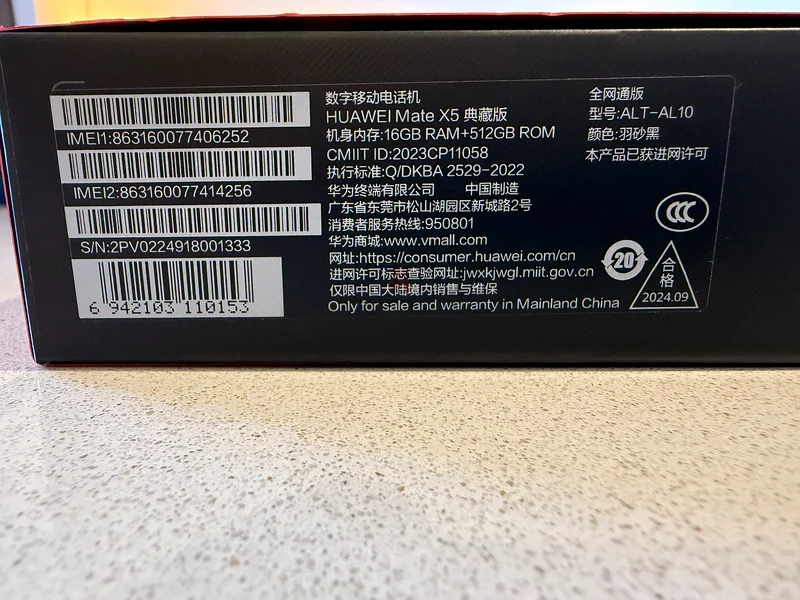 IMEI1:863160077406252
IMEI2:863160077414256
S/N:2PV0224918001333
6 942103 110153
数字移动电话机
HUAWEI Mate X5 典藏版
机身内存:16GB RAM+512GB ROM
CMIIT ID:2023CP11058
执行标准:Q/DKBA 2529-2022
华为终端有限公司 中国制造
广东省东莞市松山湖园区新城路2号
消费者服务热线:950801
华为商城:www.vmall.com
网址:https://consumer.huawei.com/cn
进网许可标志查验网址:jwxkjwgl.miit.gov.cn
仅限中国大陆境内销售与维保
Only for sale and warranty in Mainland China
全网通版
型号:ALT-AL10
颜色:羽砂黑
本产品已获进网许可
CCC
20
合格
2024.09